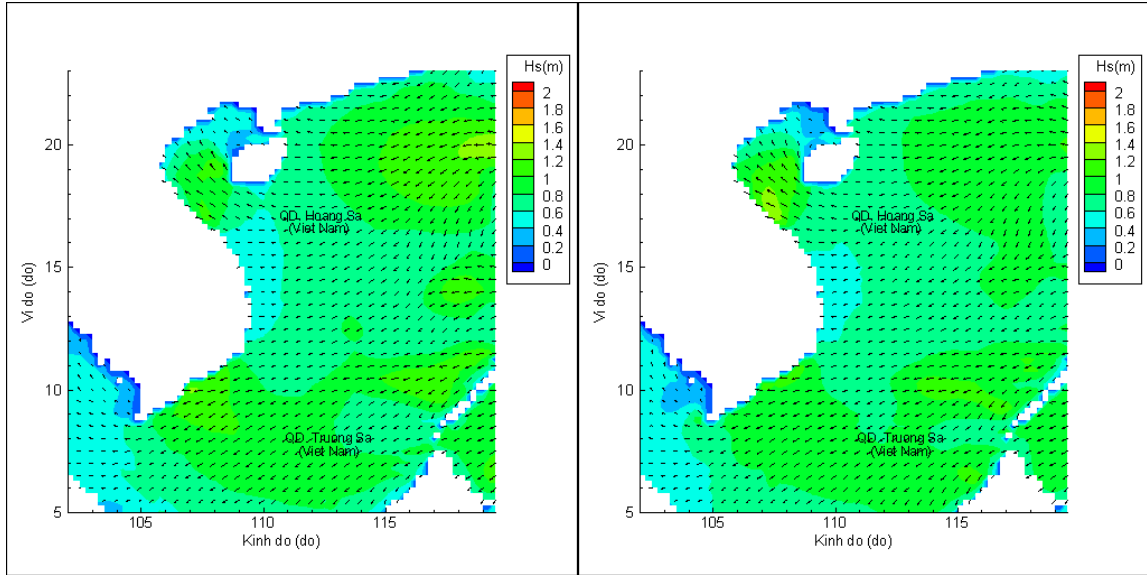 Hs(m)
2
1.8
1.6
1.4
1.2
1
0.8
0.6
0.4
0.2
0
20
15
10
5
Vi do (do)
QD. Hoang Sa
(Viet Nam)
QD. Truong Sa
(Viet Nam)
105
110
115
Kinh do (do)
Hs(m)
2
1.8
1.6
1.4
1.2
1
0.8
0.6
0.4
0.2
0
20
15
10
5
Vi do (do)
QD. Hoang Sa
(Viet Nam)
QD. Truong Sa
(Viet Nam)
105
110
115
Kinh do (do)